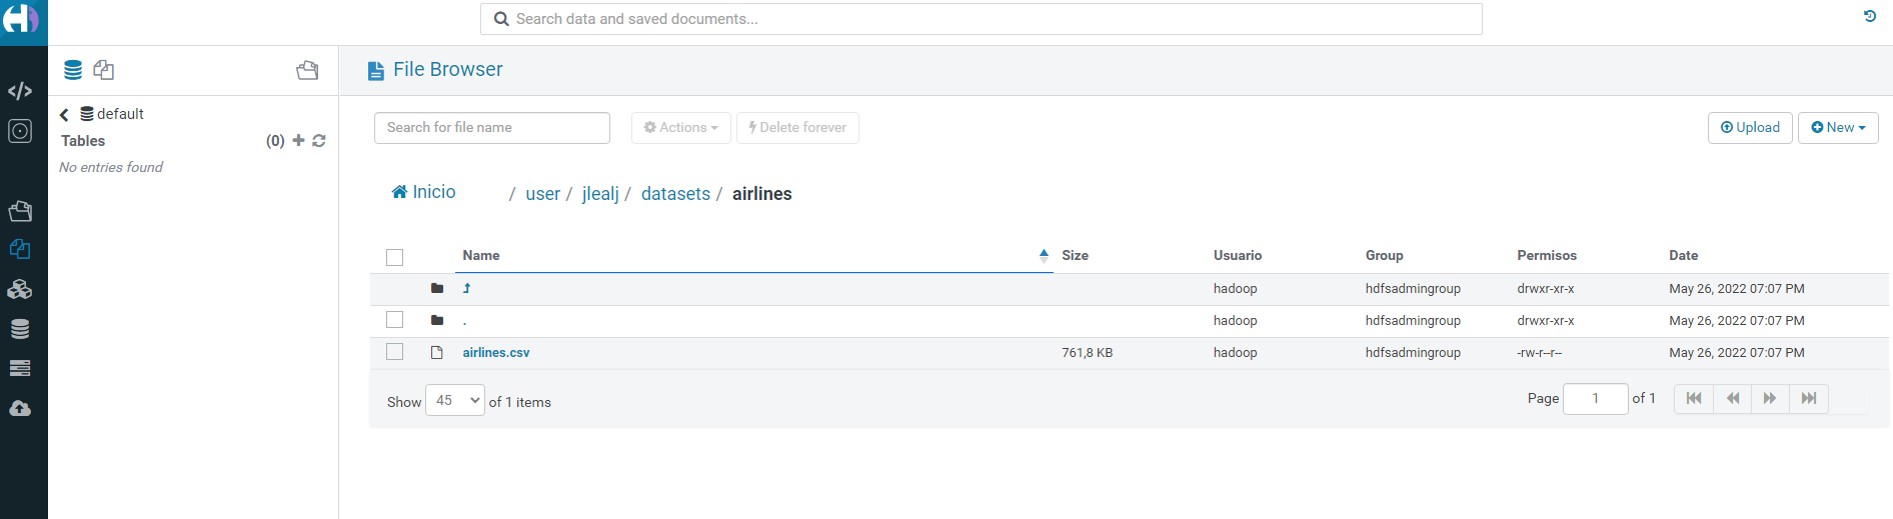 Search data and saved documents...
File Browser
default
Tables (0)
No entries found
Search for file name Actions Delete forever Upload New
Inicio / user / jlealj / datasets / airlines
Name Size Usuario Group Permisos Date
hadoop hdfsadmingroup drwxr-xr-x May 26, 2022 07:07 PM
. hadoop hdfsadmingroup drwxr-xr-x May 26, 2022 07:07 PM
airlines.csv 761,8 KB hadoop hdfsadmingroup -rw-r--r-- May 26, 2022 07:07 PM
Show 45 of 1 items Page 1 of 1